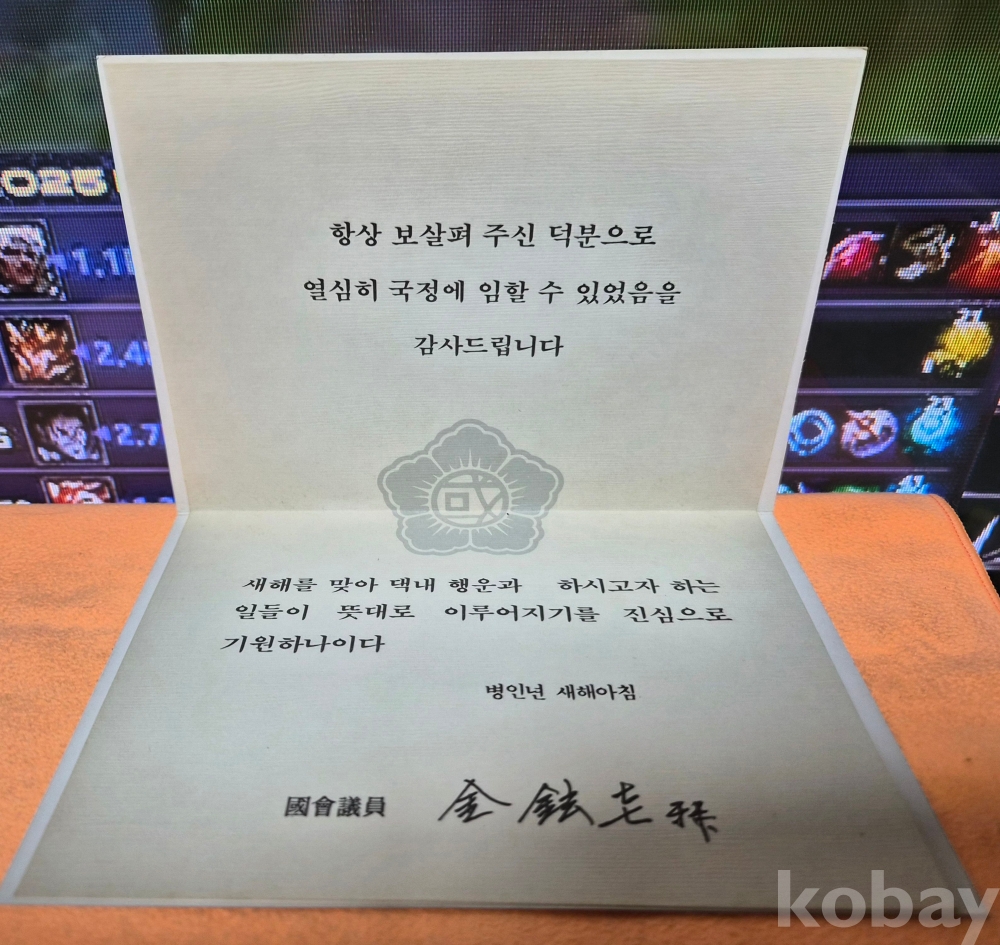 2025
항상 보살펴 주신 덕분으로
열심히 국정에 임할 수 있었음을
감사드립니다
새해를 맞아 댁내 행운과 하시고자 하는
일들이 뜻대로 이루어지기를 진심으로
기원하나이다
병인년 새해아침
國會議員 金
kobay